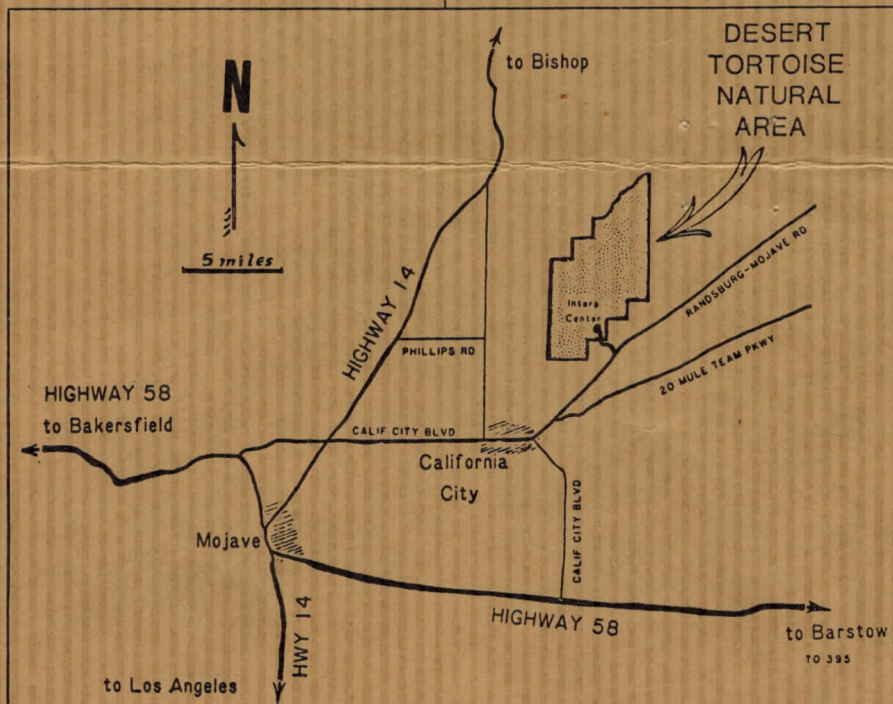 DESERT
TORTOISE
NATURAL
AREA
to Bishop
N
5 miles
HIGHWAY 14
Interp
Center
RANDSBURG-MOJAVE RD
PHILLIPS RD
20 MULE TEAM PKWY
HIGHWAY 58
to Bakersfield
CALIF CITY BLVD
California
City
CALIF CITY BLVD
Mojave
HWY 14
HIGHWAY 58
to Barstow
TO 395
to Los Angeles